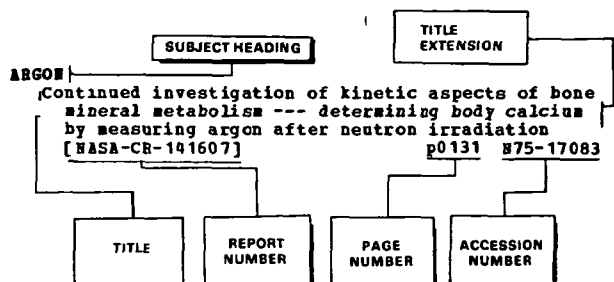 TITLE
EXTENSION
SUBJECT HEADING
ARGON
Continued investigation of kinetic aspects of bone
mineral metabolism --- determining body calcium
by measuring argon after neutron irradiation
[NASA-CR-141607] p0131 N75-17083
TITLE
REPORT
NUMBER
PAGE
NUMBER
ACCESSION
NUMBER